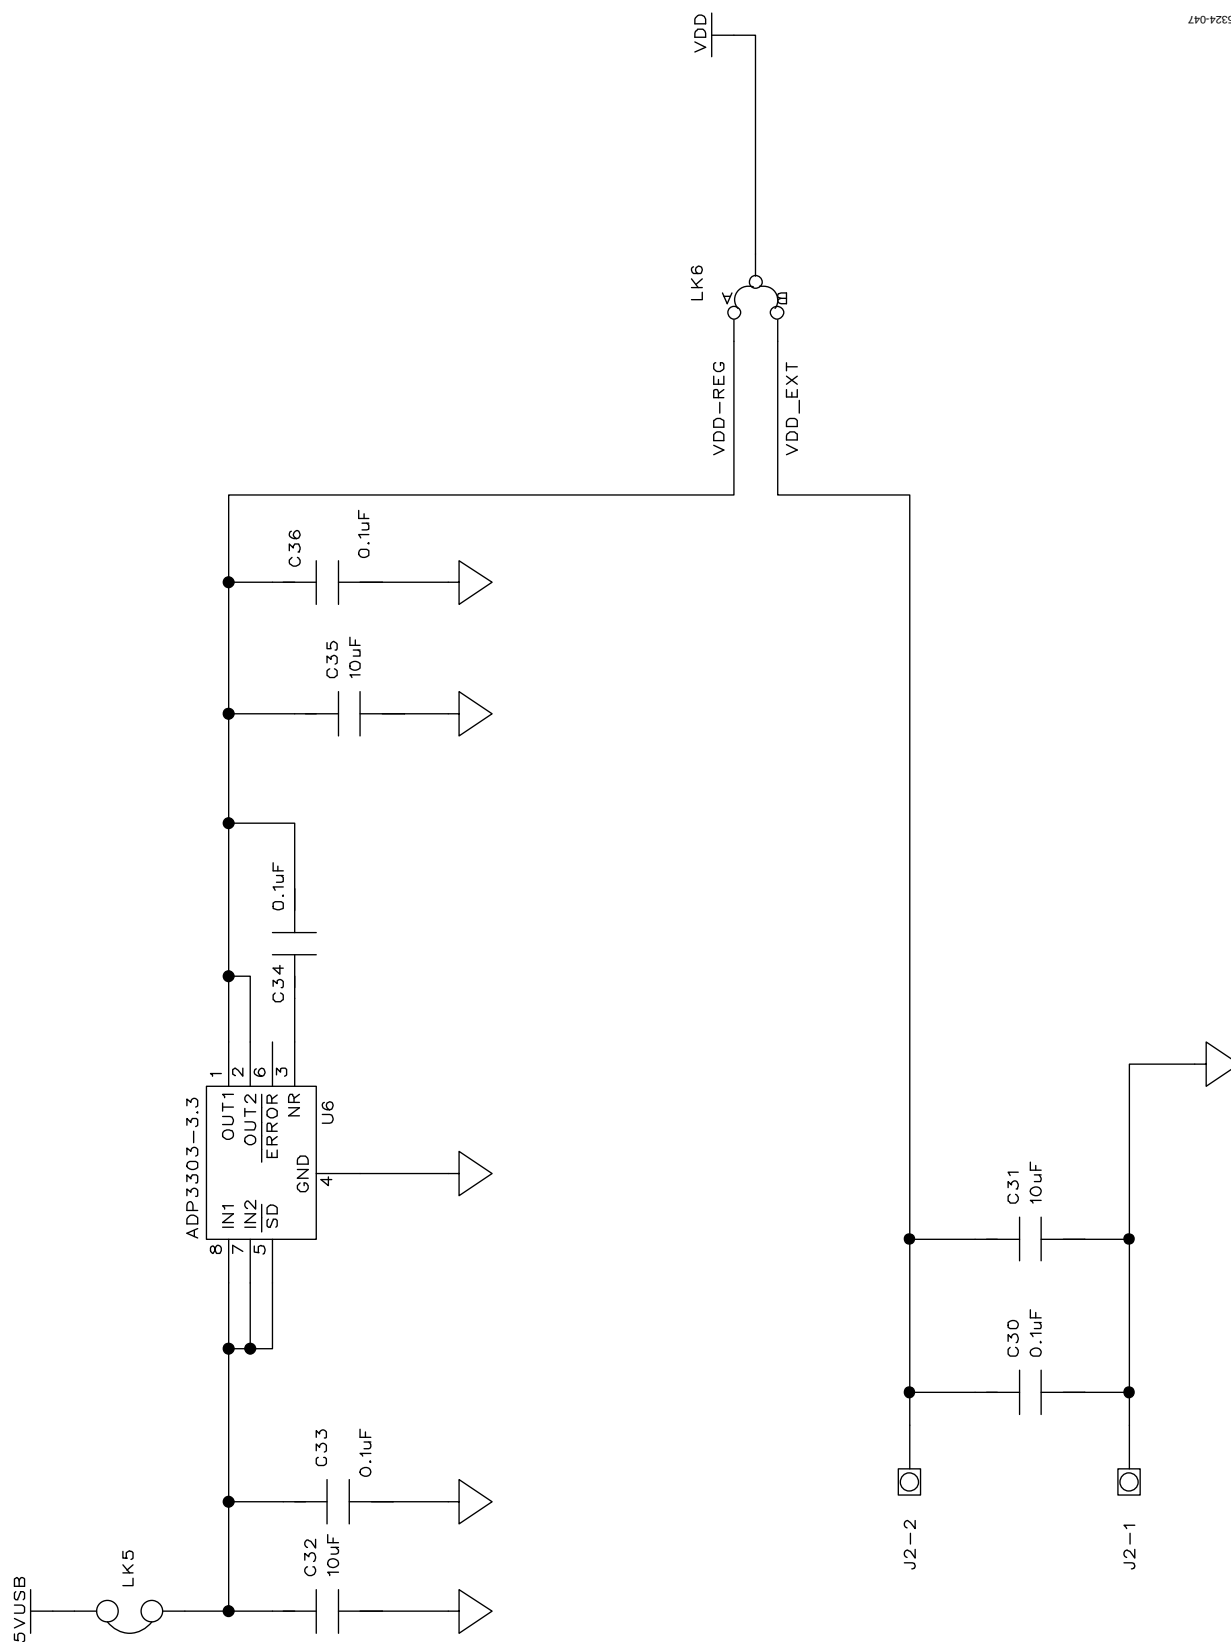 5VUSB
LK5
C32
10uF
C33
0.1uF
ADP3303-3.3
8
IN1
7
IN2
5
SD
GND
4
OUT1
1
OUT2
2
ERROR
6
NR
3
U6
C34
0.1uF
C35
10uF
C36
0.1uF
VDD-REG
VDD_EXT
LK6
A
B
VDD
J2-2
J2-1
C30
0.1uF
C31
10uF